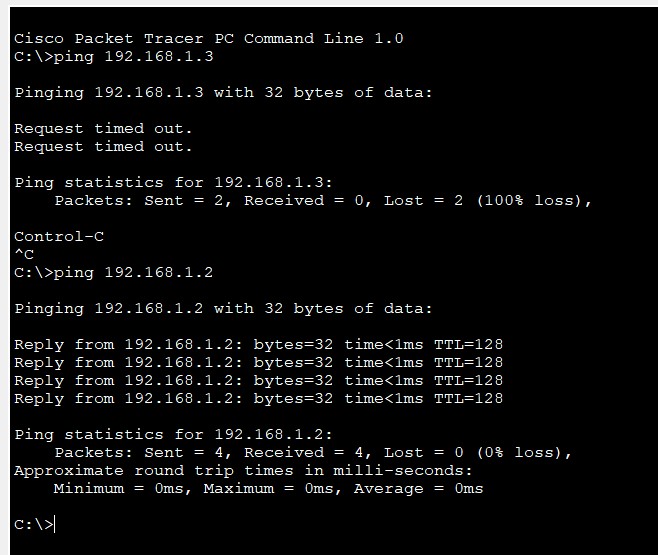 Cisco Packet Tracer PC Command Line 1.0
C:\>ping 192.168.1.3
Pinging 192.168.1.3 with 32 bytes of data:
Request timed out.
Request timed out.
Ping statistics for 192.168.1.3:
    Packets: Sent = 2, Received = 0, Lost = 2 (100% loss),
Control-C
^C
C:\>ping 192.168.1.2
Pinging 192.168.1.2 with 32 bytes of data:
Reply from 192.168.1.2: bytes=32 time<1ms TTL=128
Reply from 192.168.1.2: bytes=32 time<1ms TTL=128
Reply from 192.168.1.2: bytes=32 time<1ms TTL=128
Reply from 192.168.1.2: bytes=32 time<1ms TTL=128
Ping statistics for 192.168.1.2:
    Packets: Sent = 4, Received = 4, Lost = 0 (0% loss),
Approximate round trip times in milli-seconds:
    Minimum = 0ms, Maximum = 0ms, Average = 0ms
C:\>